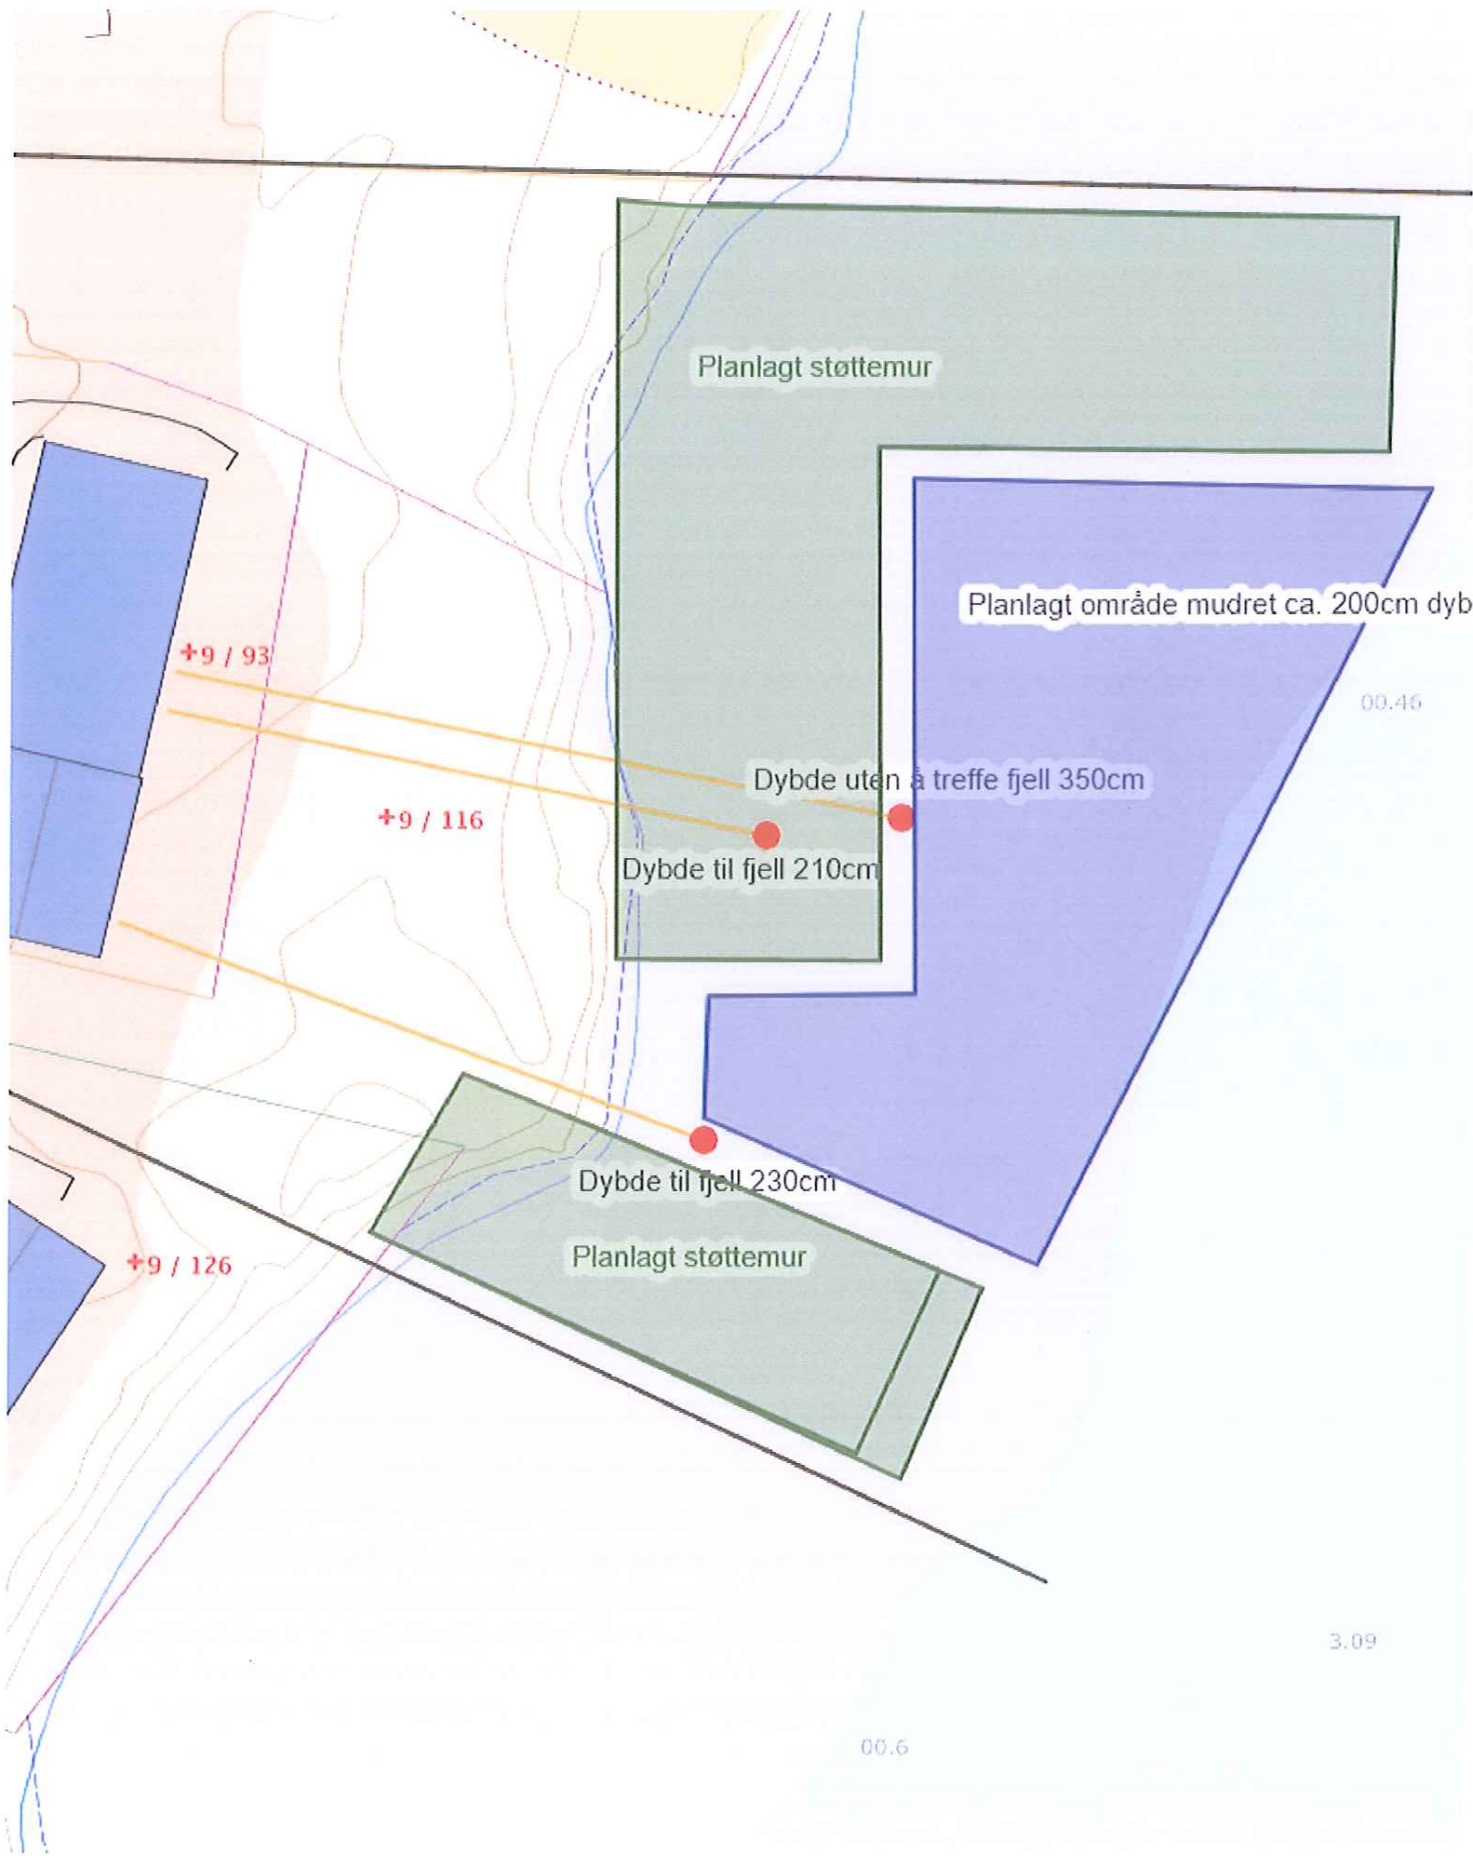 Planlagt støttemur
Planlagt område mudret ca. 200cm dyb
+9 / 93
00.46
Dybde uten å treffe fjell 350cm
+9 / 116
Dybde til fjell 210cm
Dybde til fjell 230cm
Planlagt støttemur
+9 / 126
3.09
00.6